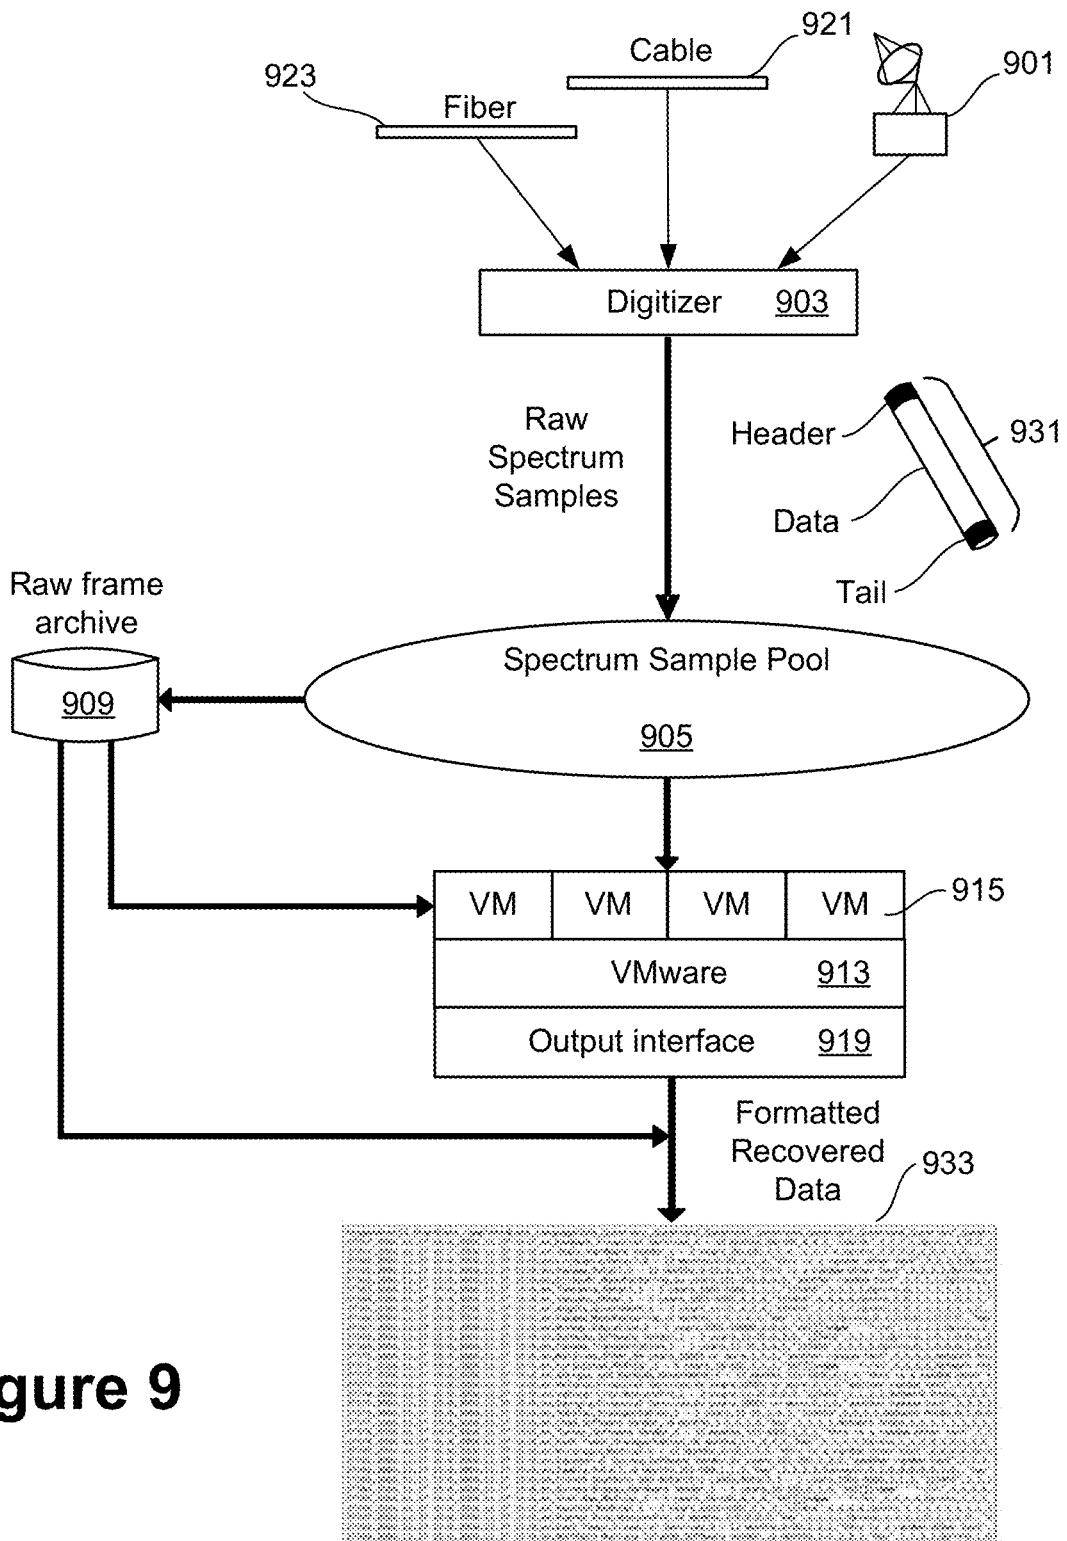 921
Cable
901
923
Fiber
Digitizer 903
Raw
Spectrum
Samples
Header
931
Data
Tail
Raw frame
archive
909
Spectrum Sample Pool
905
VM VM VM VM
915
VMware 913
Output interface 919
Formatted
Recovered
Data
933
gure 9